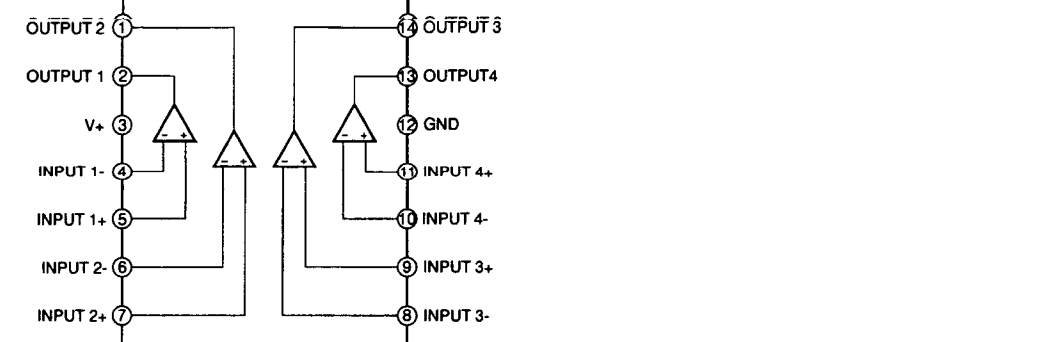 OUTPUT 2 1
OUTPUT 1 2
V+ 3
INPUT 1- 4
INPUT 1+ 5
INPUT 2- 6
INPUT 2+ 7
14 OUTPUT 3
13 OUTPUT4
12 GND
11 INPUT 4+
10 INPUT 4-
9 INPUT 3+
8 INPUT 3-
- +
- +
- +
- +